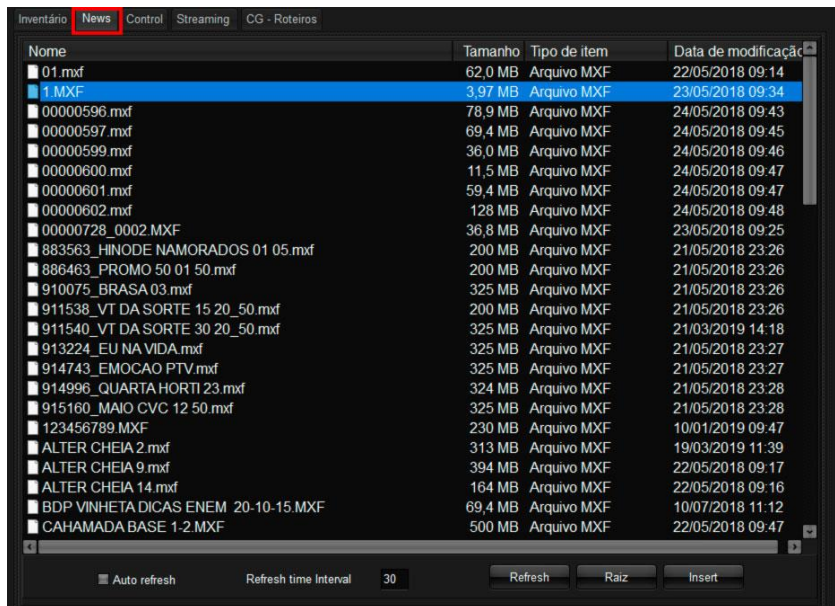 Inventário News Control Streaming CG - Roteiros
Nome Tamanho Tipo de item Data de modificação
01.mxf 62,0 MB Arquivo MXF 22/05/2018 09:14
1.MXF 3,97 MB Arquivo MXF 23/05/2018 09:34
00000596.mxf 78,9 MB Arquivo MXF 24/05/2018 09:43
00000597.mxf 69,4 MB Arquivo MXF 24/05/2018 09:45
00000599.mxf 36,0 MB Arquivo MXF 24/05/2018 09:46
00000600.mxf 11,5 MB Arquivo MXF 24/05/2018 09:47
00000601.mxf 59,4 MB Arquivo MXF 24/05/2018 09:47
00000602.mxf 128 MB Arquivo MXF 24/05/2018 09:48
00000728_0002.MXF 36,8 MB Arquivo MXF 23/05/2018 09:25
883563_HINODE NAMORADOS 01 05.mxf 200 MB Arquivo MXF 21/05/2018 23:26
886463_PROMO 50 01 50.mxf 200 MB Arquivo MXF 21/05/2018 23:26
910075_BRASA 03.mxf 325 MB Arquivo MXF 21/05/2018 23:26
911538_VT DA SORTE 15 20_50.mxf 200 MB Arquivo MXF 21/05/2018 23:26
911540_VT DA SORTE 30 20_50.mxf 325 MB Arquivo MXF 21/03/2019 14:18
913224_EU NA VIDA.mxf 325 MB Arquivo MXF 21/05/2018 23:27
914743_EMOCAO PTV.mxf 325 MB Arquivo MXF 21/05/2018 23:27
914996_QUARTA HORTI 23.mxf 324 MB Arquivo MXF 21/05/2018 23:28
915160_MAIO CVC 12 50.mxf 325 MB Arquivo MXF 21/05/2018 23:28
123456789.MXF 230 MB Arquivo MXF 10/01/2019 09:47
ALTER CHEIA 2.mxf 313 MB Arquivo MXF 19/03/2019 11:39
ALTER CHEIA 9.mxf 394 MB Arquivo MXF 22/05/2018 09:17
ALTER CHEIA 14.mxf 164 MB Arquivo MXF 22/05/2018 09:16
BDP VINHETA DICAS ENEM  20-10-15.MXF 69,4 MB Arquivo MXF 10/07/2018 11:12
CAHAMADA BASE 1-2.MXF 500 MB Arquivo MXF 22/05/2018 09:47
Auto refresh Refresh time Interval 30 Refresh Raiz Insert